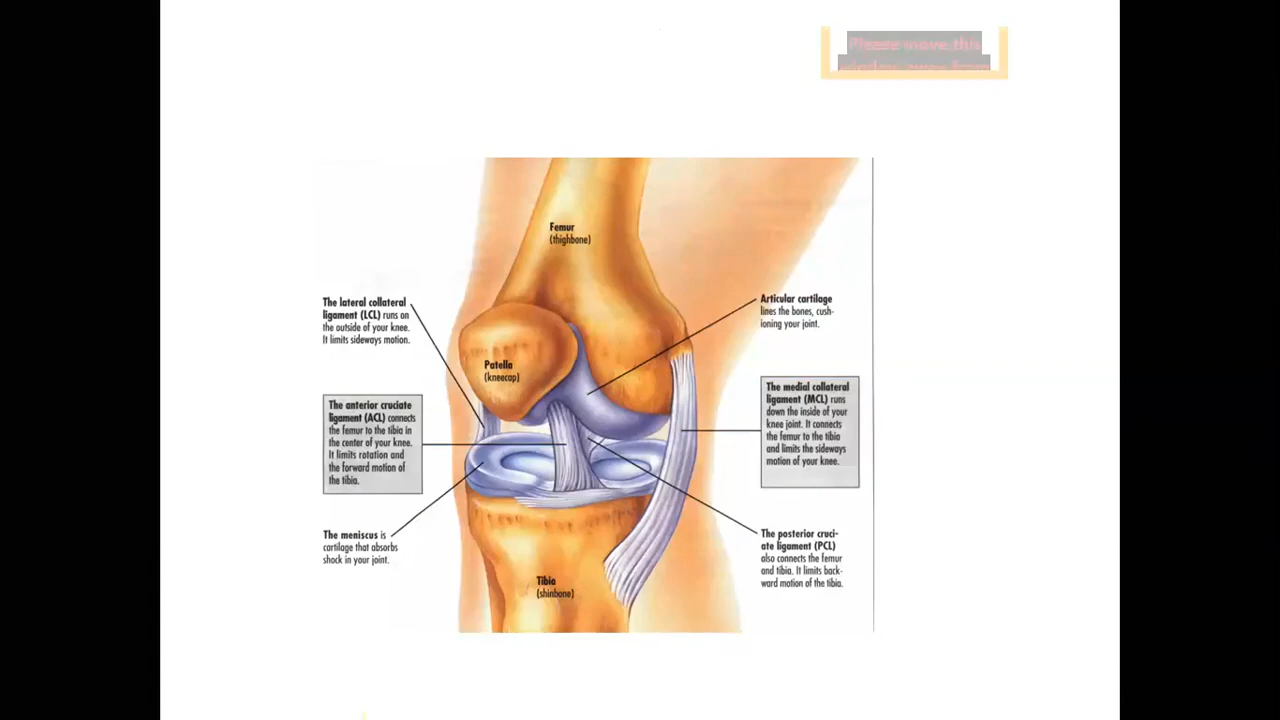 Please move this
window away from
Femur
(thighbone)
The lateral collateral
ligament (LCL) runs on
the outside of your knee.
It limits sideways motion.
Articular cartilage
lines the bones, cush-
ioning your joint.
Patella
(kneecap)
The anterior cruciate
ligament (ACL) connects
the femur to the tibia in
the center of your knee.
It limits rotation and
the forward motion of
the tibia.
The medial collateral
ligament (MCL) runs
down the inside of your
knee joint. It connects
the femur to the tibia
and limits the sideways
motion of your knee.
The meniscus is
cartilage that absorbs
shock in your joint.
The posterior cruci-
ate ligament (PCL)
also connects the femur
and tibia. It limits back-
ward motion of the tibia.
Tibia
(shinbone)